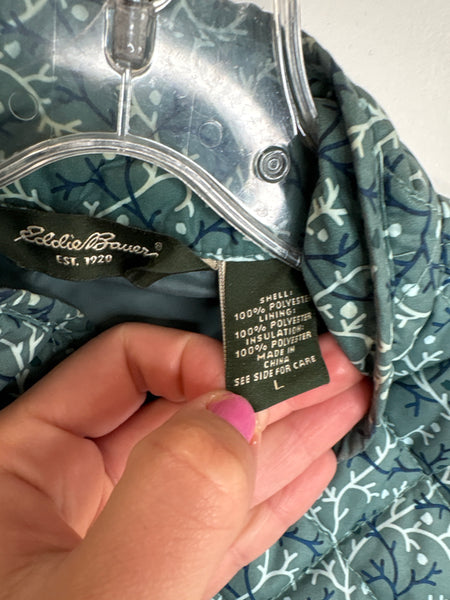 Eddie Bauer®
EST. 1920
SHELL:
100% POLYESTE
LINING:
100% POLYESTER
INSULATION:
100% POLYESTER
MADE IN
CHINA
SEE SIDE FOR CARE
L